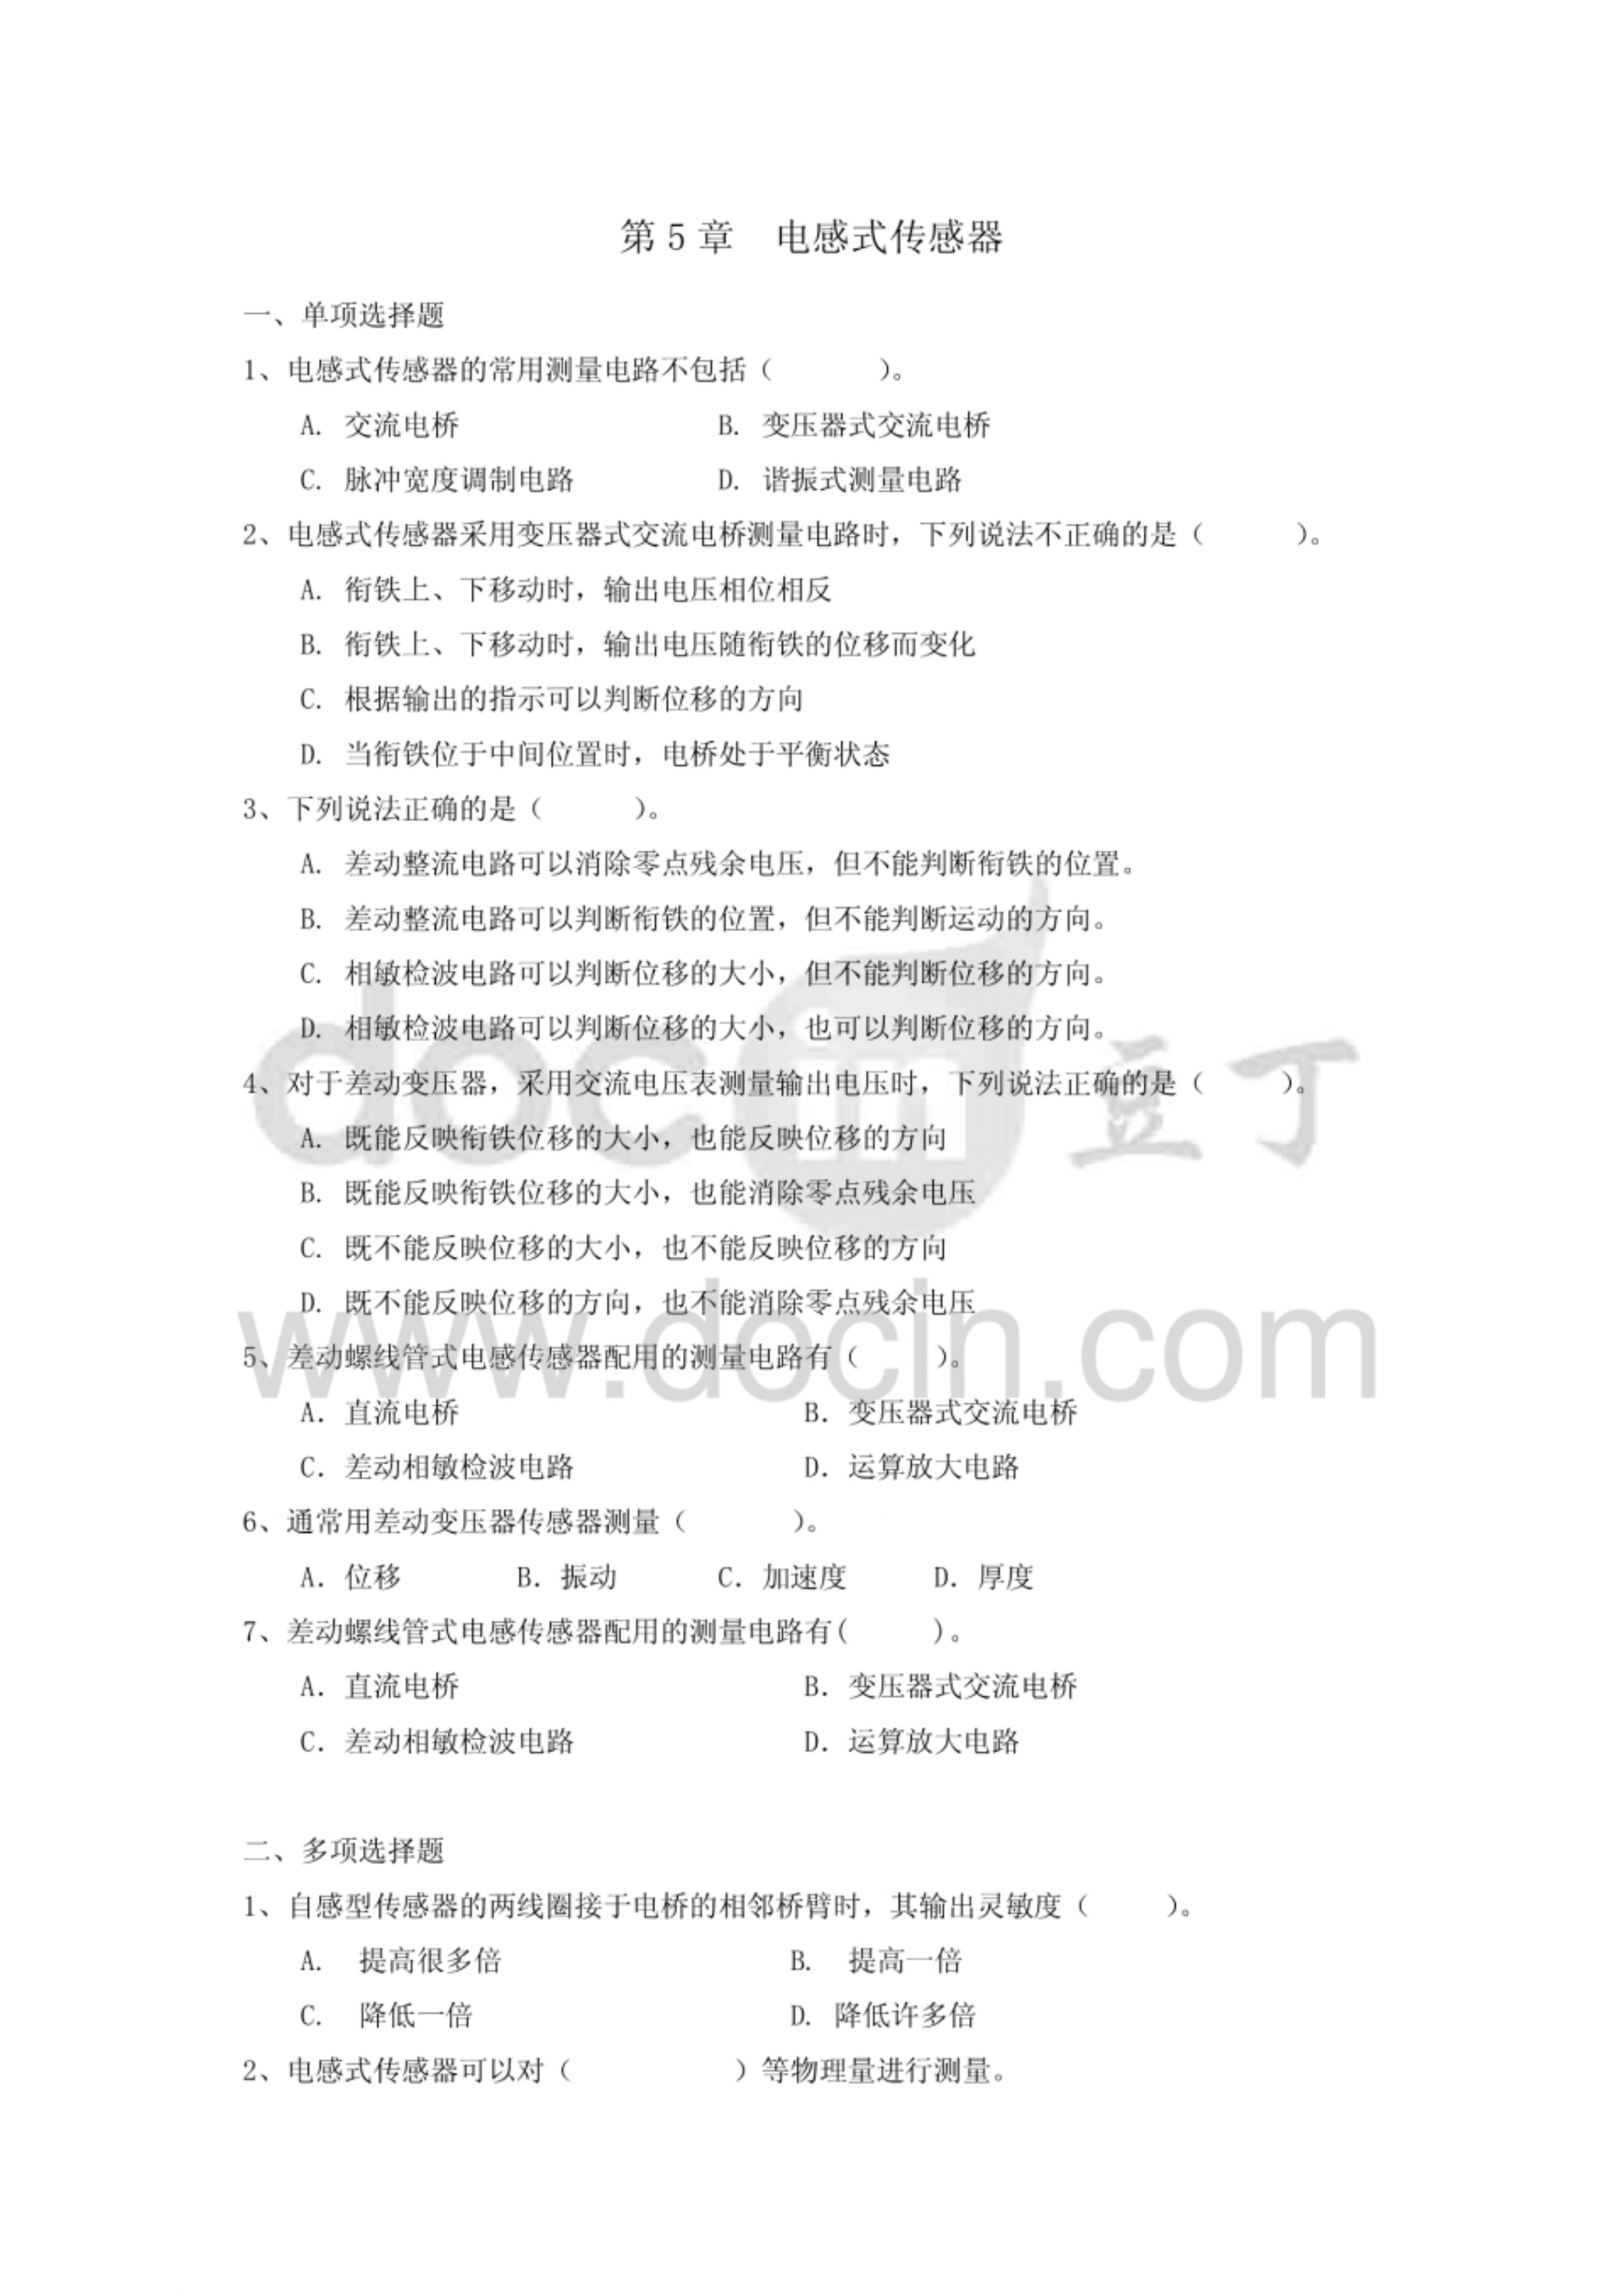 第 5 章　电感式传感器
一、单项选择题
1、电感式传感器的常用测量电路不包括（　　　）。
A. 交流电桥　　　B. 变压器式交流电桥
C. 脉冲宽度调制电路　　　D. 谐振式测量电路
2、电感式传感器采用变压器式交流电桥测量电路时，下列说法不正确的是（　　　）。
A. 衔铁上、下移动时，输出电压相位相反
B. 衔铁上、下移动时，输出电压随衔铁的位移而变化
C. 根据输出的指示可以判断位移的方向
D. 当衔铁位于中间位置时，电桥处于平衡状态
3、下列说法正确的是（　　　）。
A. 差动整流电路可以消除零点残余电压，但不能判断衔铁的位置。
B. 差动整流电路可以判断衔铁的位置，但不能判断运动的方向。
C. 相敏检波电路可以判断位移的大小，但不能判断位移的方向。
D. 相敏检波电路可以判断位移的大小，也可以判断位移的方向。
docin 豆丁
4、对于差动变压器，采用交流电压表测量输出电压时，下列说法正确的是（　　　）。
A. 既能反映衔铁位移的大小，也能反映位移的方向
B. 既能反映衔铁位移的大小，也能消除零点残余电压
C. 既不能反映位移的大小，也不能反映位移的方向
D. 既不能反映位移的方向，也不能消除零点残余电压
www.docin.com
5、差动螺线管式电感传感器配用的测量电路有（　　　）。
A．直流电桥　　　B．变压器式交流电桥
C．差动相敏检波电路　　　D．运算放大电路
6、通常用差动变压器传感器测量（　　　）。
A．位移　　　B．振动　　　C．加速度　　　D．厚度
7、差动螺线管式电感传感器配用的测量电路有(　　　)。
A．直流电桥　　　B．变压器式交流电桥
C．差动相敏检波电路　　　D．运算放大电路
二、多项选择题
1、自感型传感器的两线圈接于电桥的相邻桥臂时，其输出灵敏度（　　　）。
A.　提高很多倍　　　B.　提高一倍
C.　降低一倍　　　D. 降低许多倍
2、电感式传感器可以对（　　　）等物理量进行测量。